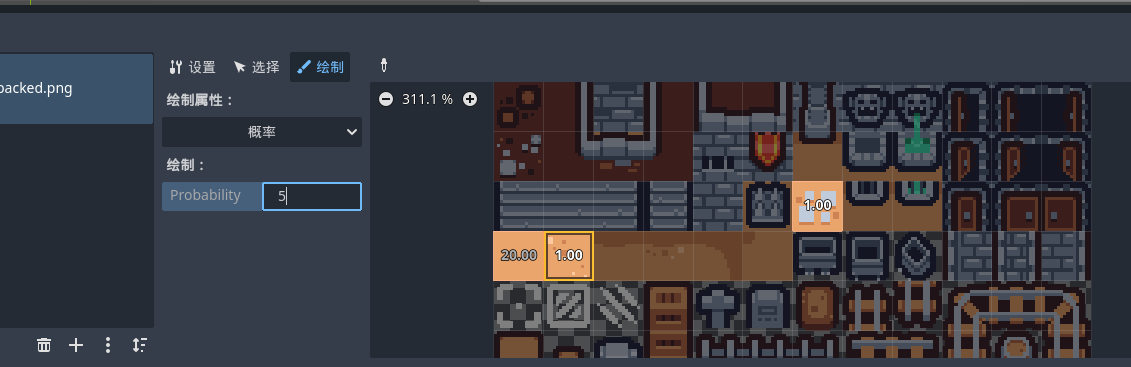 设置
选择
绘制
packed.png
绘制属性：
311.1 %
概率
绘制：
Probability
5
1.00
20.00
1.00